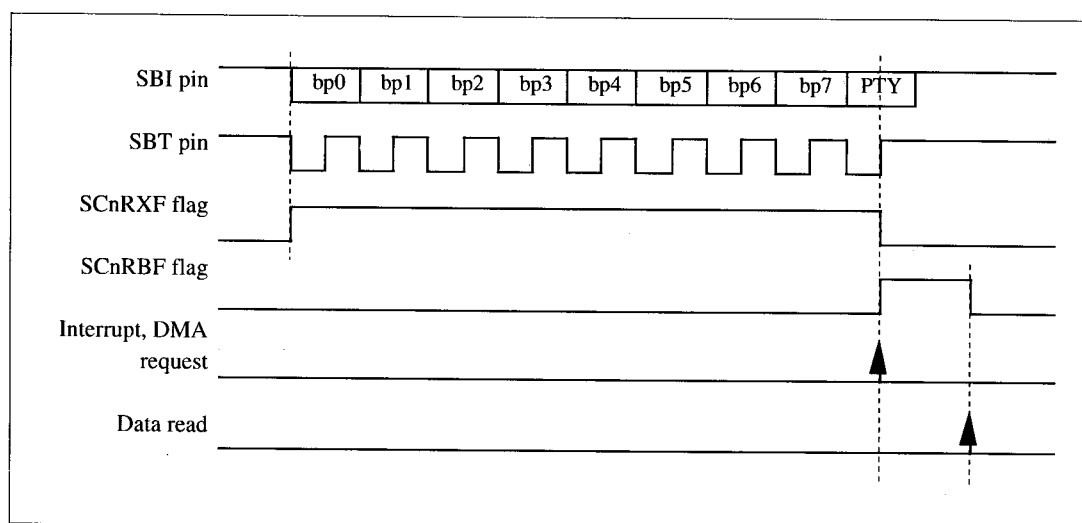 SBI pin
bp0 bp1 bp2 bp3 bp4 bp5 bp6 bp7 PTY
SBT pin
SCnRXF flag
SCnRBF flag
Interrupt, DMA
request
Data read